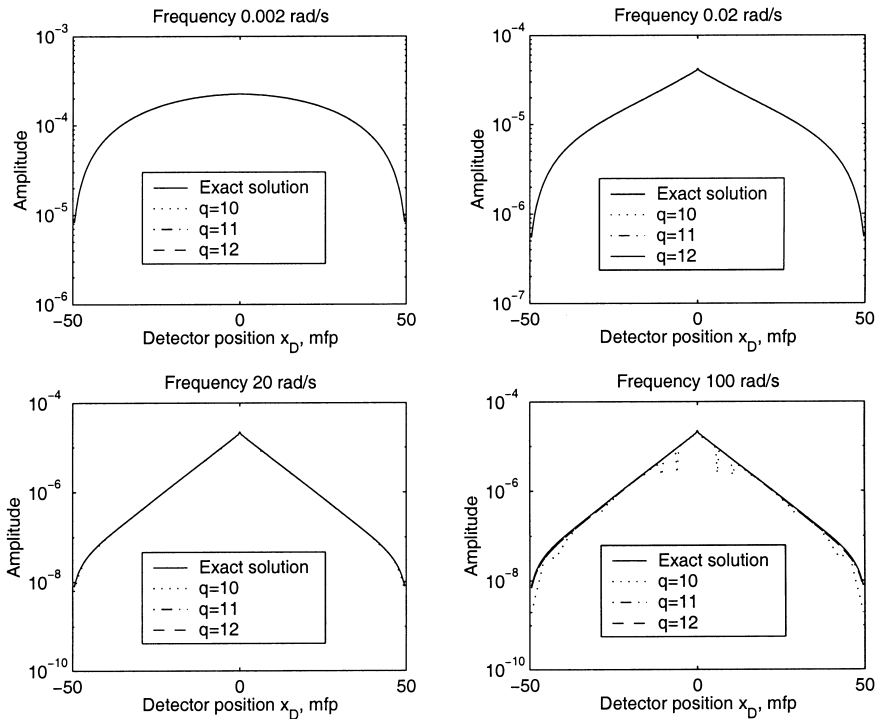 Frequency 0.002 rad/s
10⁻³
10⁻⁴
10⁻⁵
10⁻⁶
Amplitude
Exact solution
q=10
q=11
q=12
−50 0 50
Detector position x_D, mfp
Frequency 0.02 rad/s
10⁻⁴
10⁻⁵
10⁻⁶
10⁻⁷
Amplitude
Exact solution
q=10
q=11
q=12
−50 0 50
Detector position x_D, mfp
Frequency 20 rad/s
10⁻⁴
10⁻⁶
10⁻⁸
10⁻¹⁰
Amplitude
Exact solution
q=10
q=11
q=12
−50 0 50
Detector position x_D, mfp
Frequency 100 rad/s
10⁻⁴
10⁻⁶
10⁻⁸
10⁻¹⁰
Amplitude
Exact solution
q=10
q=11
q=12
−50 0 50
Detector position x_D, mfp